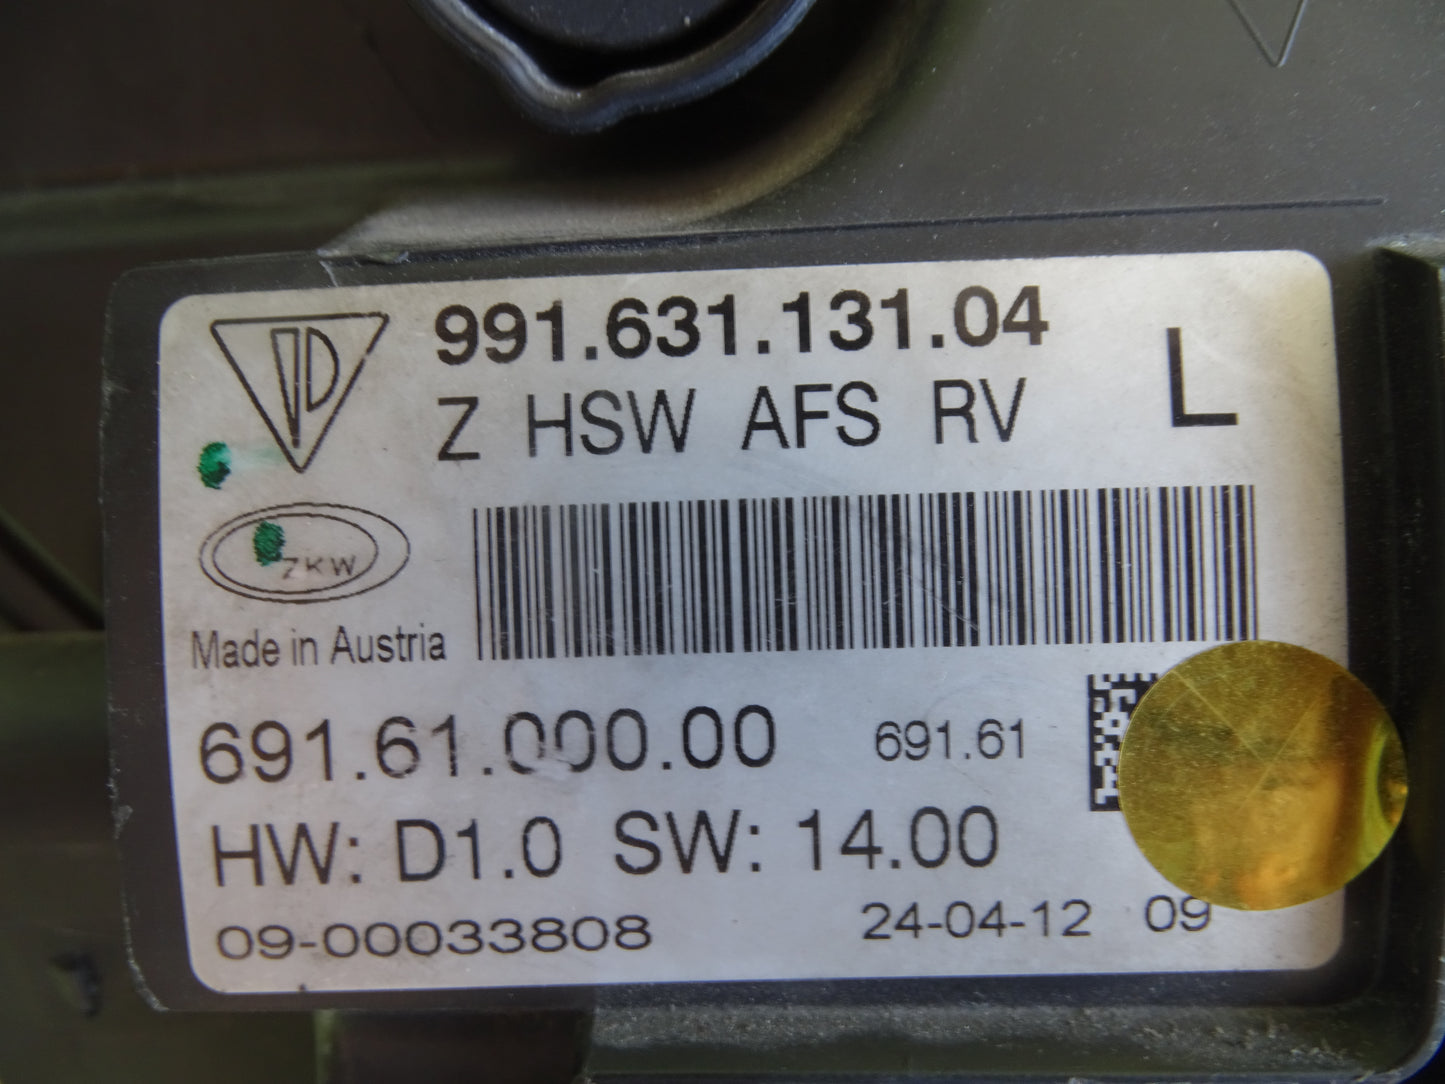 991.631.131.04
Z HSW AFS RV L
ZKW
Made in Austria
691.61.000.00 691.61
HW: D1.0 SW: 14.00
09-00033808 24-04-12 09